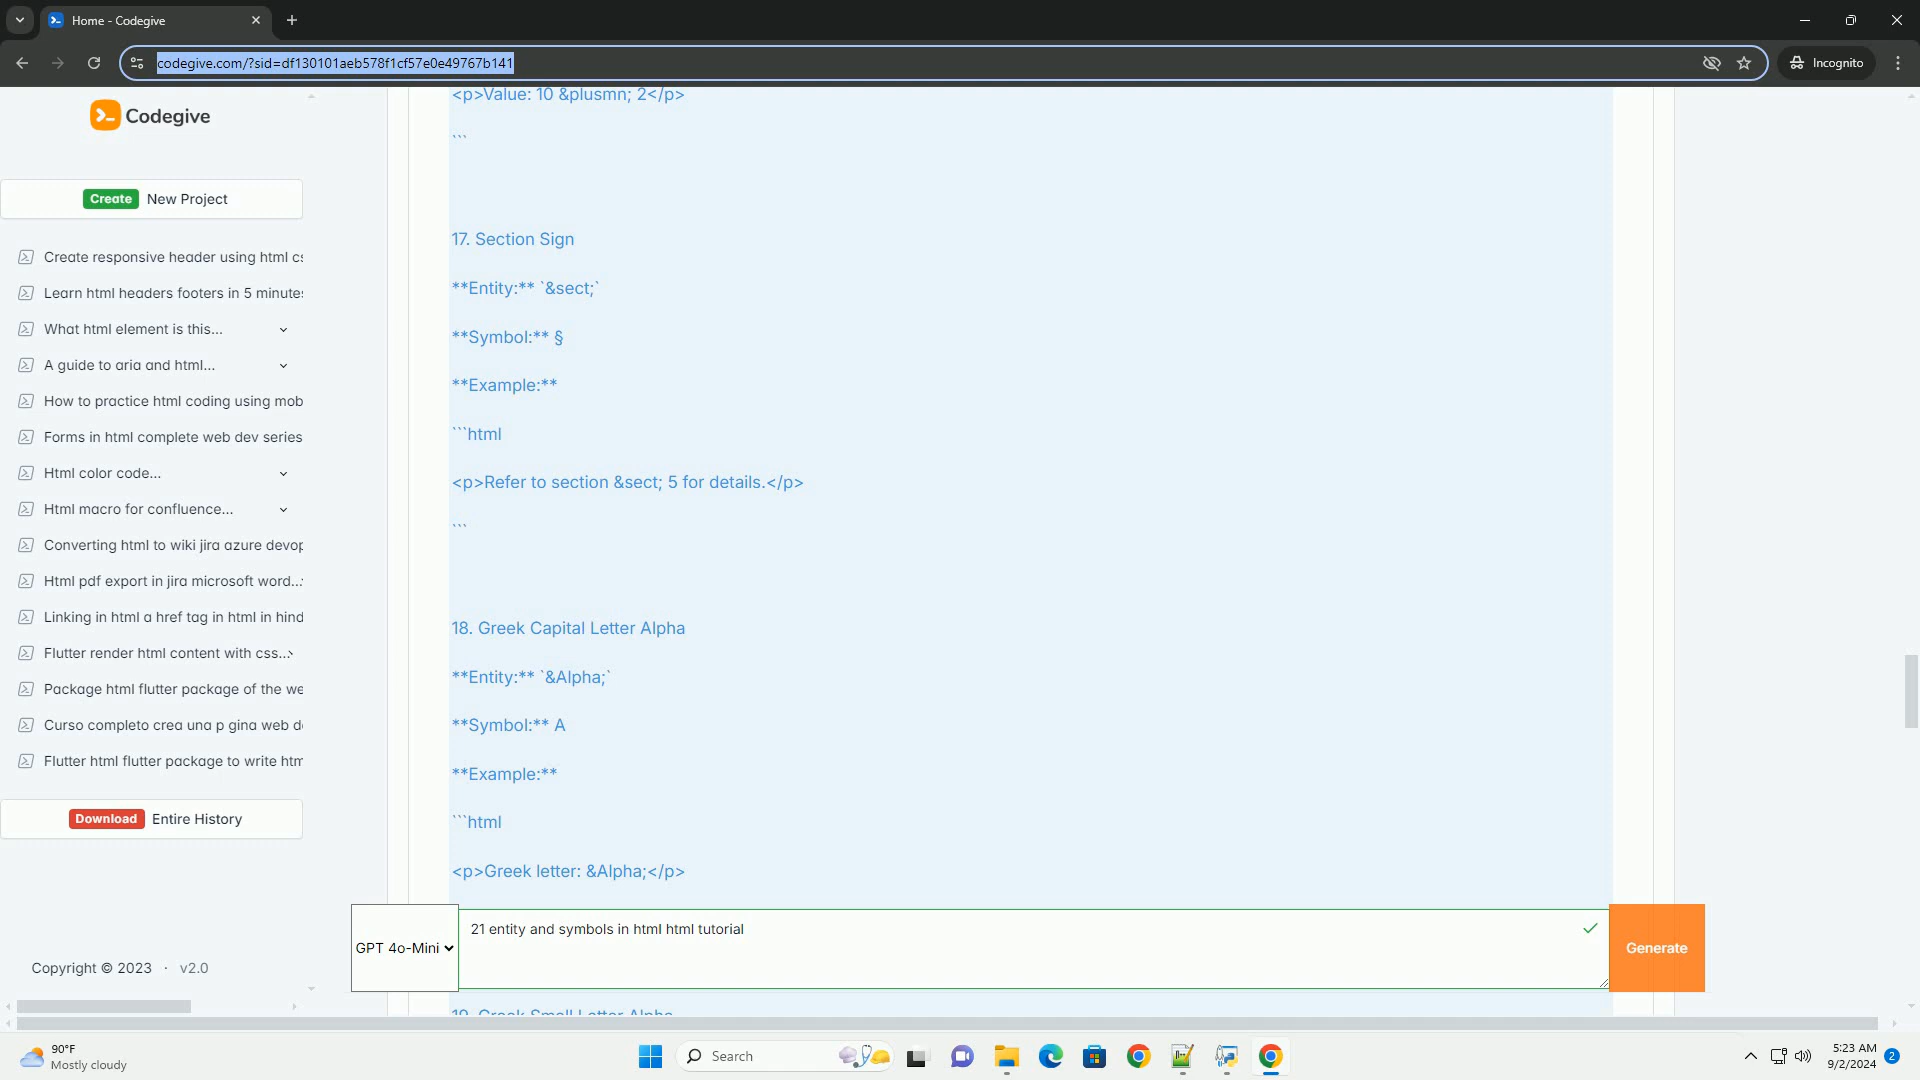 Home - Codegive
codegive.com/?sid=df130101aeb578f1cf57e0e49767b141
Incognito
Codegive
Create New Project
Create responsive header using html cs
Learn html headers footers in 5 minute
What html element is this...
A guide to aria and html...
How to practice html coding using mob
Forms in html complete web dev series
Html color code...
Html macro for confluence...
Converting html to wiki jira azure devop
Html pdf export in jira microsoft word...
Linking in html a href tag in html in hind
Flutter render html content with css...
Package html flutter package of the we
Curso completo crea una p gina web d
Flutter html flutter package to write htm
Download Entire History
Copyright © 2023 · v2.0
<p>Value: 10 &plusmn; 2</p>
```
17. Section Sign
**Entity:** `&sect;`
**Symbol:** §
**Example:**
```html
<p>Refer to section &sect; 5 for details.</p>
```
18. Greek Capital Letter Alpha
**Entity:** `&Alpha;`
**Symbol:** Α
**Example:**
```html
<p>Greek letter: &Alpha;</p>
GPT 4o-Mini
21 entity and symbols in html html tutorial
Generate
19. Greek Small Letter Alpha
90°F
Mostly cloudy
Search
5:23 AM
9/2/2024
2